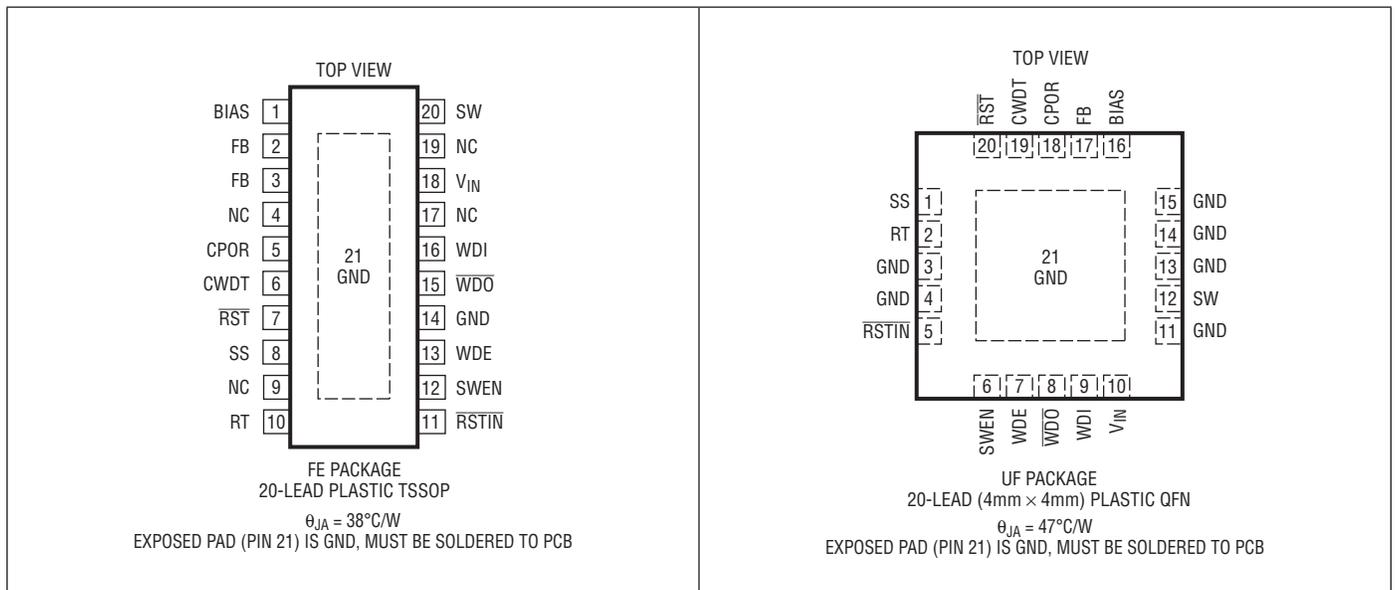 TOP VIEW
BIAS 1
FB 2
FB 3
NC 4
CPOR 5
CWDT 6
R̅S̅T̅ 7
SS 8
NC 9
RT 10
20 SW
19 NC
18 VIN
17 NC
16 WDI
15 W̅D̅O̅
14 GND
13 WDE
12 SWEN
11 R̅S̅T̅I̅N̅
21
GND
FE PACKAGE
20-LEAD PLASTIC TSSOP
θJA = 38°C/W
EXPOSED PAD (PIN 21) IS GND, MUST BE SOLDERED TO PCB
TOP VIEW
R̅S̅T̅ CWDT CPOR FB BIAS
20 19 18 17 16
SS 1
RT 2
GND 3
GND 4
R̅S̅T̅I̅N̅ 5
21
GND
15 GND
14 GND
13 GND
12 SW
11 GND
6 7 8 9 10
SWEN WDE W̅D̅O̅ WDI VIN
UF PACKAGE
20-LEAD (4mm × 4mm) PLASTIC QFN
θJA = 47°C/W
EXPOSED PAD (PIN 21) IS GND, MUST BE SOLDERED TO PCB